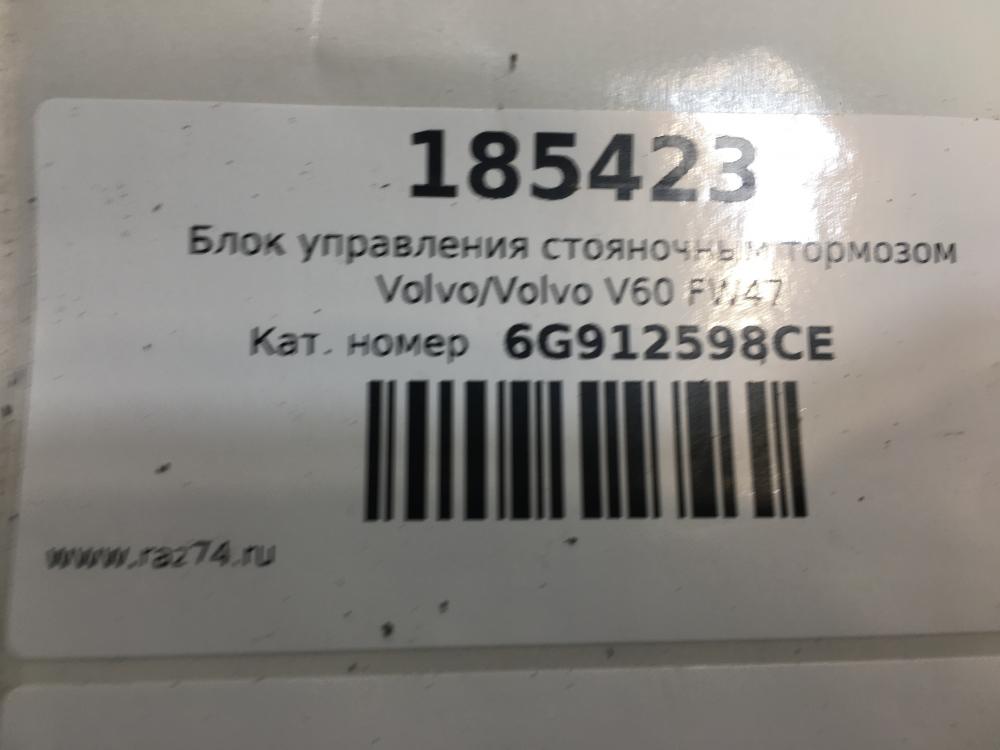 185423
Блок управления стояночным тормозом
Volvo/Volvo V60 FW47
Кат. номер 6G912598CE
www.raz74.ru